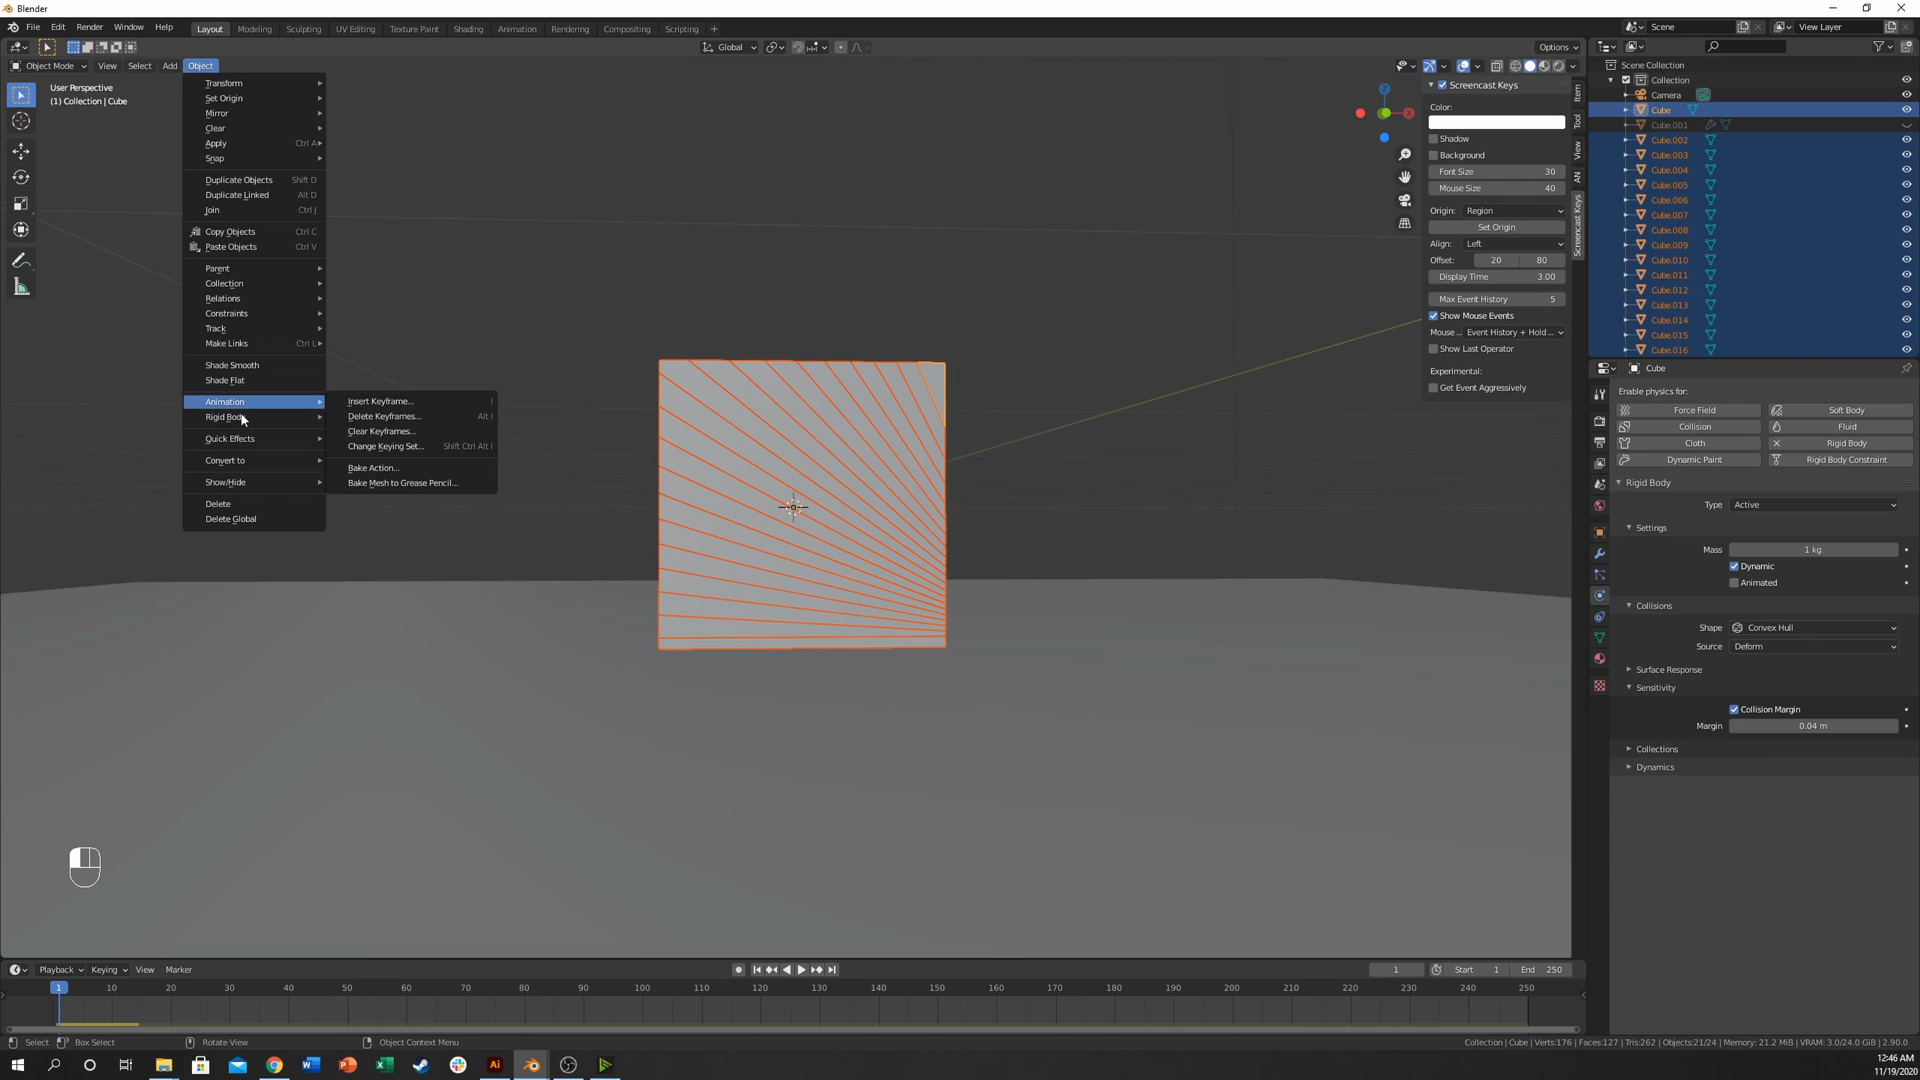 Blender
File Edit Render Window Help Layout Modeling Sculpting UV Editing Texture Paint Shading Animation Rendering Compositing Scripting + Scene View Layer
Global Options
Object Mode View Select Add Object
User Perspective
(1) Collection | Cube
Transform
Set Origin
Mirror
Clear
Apply Ctrl A
Snap
Duplicate Objects Shift D
Duplicate Linked Alt D
Join Ctrl J
Copy Objects Ctrl C
Paste Objects Ctrl V
Parent
Collection
Relations
Constraints
Track
Make Links Ctrl L
Shade Smooth
Shade Flat
Animation
Rigid Body
Quick Effects
Convert to
Show/Hide
Delete
Delete Global
Insert Keyframe... I
Delete Keyframes... Alt I
Clear Keyframes...
Change Keying Set... Shift Ctrl Alt I
Bake Action...
Bake Mesh to Grease Pencil...
Z
Screencast Keys
Color:
Shadow
Background
Font Size 30
Mouse Size 40
Origin: Region
Set Origin
Align: Left
Offset: 20 80
Display Time 3.00
Max Event History 5
Show Mouse Events
Mouse ... Event History + Hold ...
Show Last Operator
Experimental:
Get Event Aggressively
Item
Tool
View
AN
Screencast Keys
Scene Collection
Collection
Camera
Cube
Cube.001
Cube.002
Cube.003
Cube.004
Cube.005
Cube.006
Cube.007
Cube.008
Cube.009
Cube.010
Cube.011
Cube.012
Cube.013
Cube.014
Cube.015
Cube.016
Cube
Enable physics for:
Force Field Soft Body
Collision Fluid
Cloth Rigid Body
Dynamic Paint Rigid Body Constraint
Rigid Body
Type Active
Settings
Mass 1 kg
Dynamic
Animated
Collisions
Shape Convex Hull
Source Deform
Surface Response
Sensitivity
Collision Margin
Margin 0.04 m
Collections
Dynamics
Playback Keying View Marker 1 Start 1 End 250
1 10 20 30 40 50 60 70 80 90 100 110 120 130 140 150 160 170 180 190 200 210 220 230 240 250
Select Box Select Rotate View Object Context Menu Collection | Cube | Verts:176 | Faces:127 | Tris:262 | Objects:21/24 | Memory: 21.2 MiB | VRAM: 3.0/24.0 GiB | 2.90.0
Ai
12:46 AM
11/19/2020